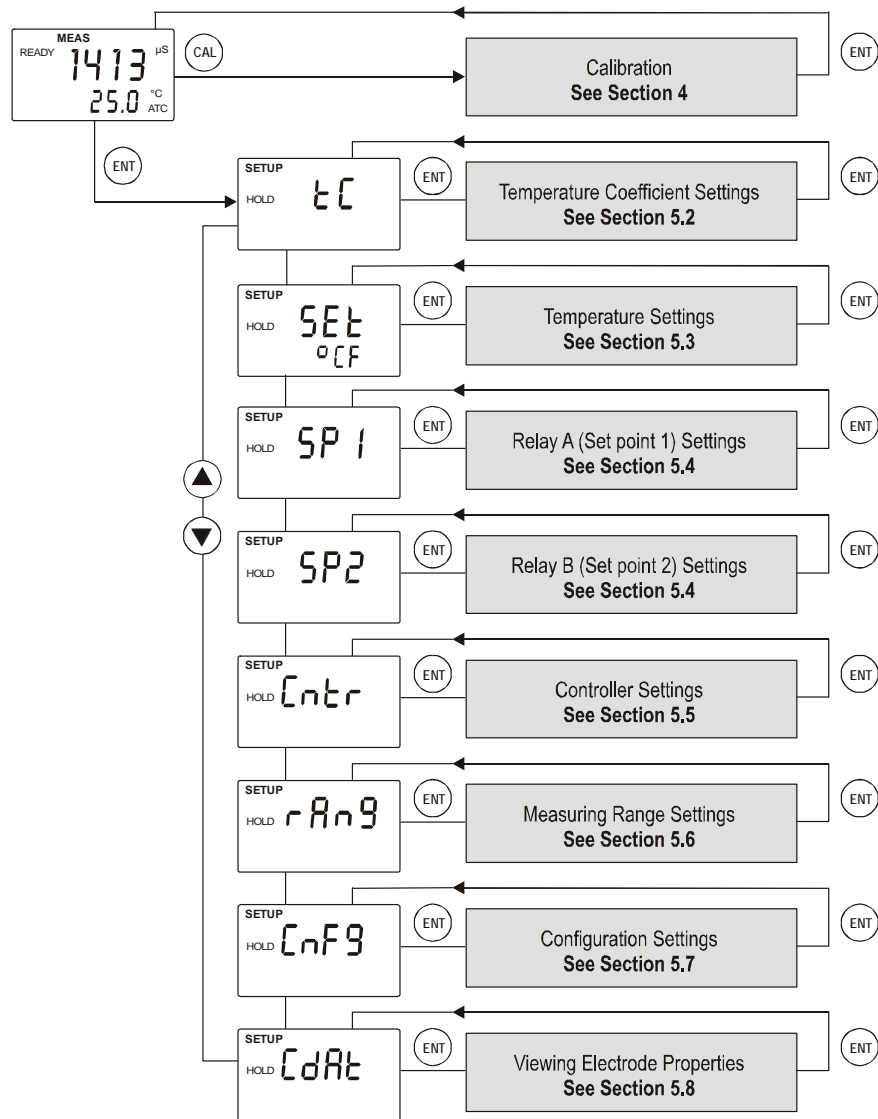 MEAS
READY 1413 µS
25.0 °C
ATC
CAL
Calibration
See Section 4
ENT
ENT
SETUP
HOLD tC
ENT
Temperature Coefficient Settings
See Section 5.2
ENT
SETUP
HOLD SEt
°CF
ENT
Temperature Settings
See Section 5.3
ENT
SETUP
HOLD SP1
ENT
Relay A (Set point 1) Settings
See Section 5.4
ENT
SETUP
HOLD SP2
ENT
Relay B (Set point 2) Settings
See Section 5.4
ENT
SETUP
HOLD Cntr
ENT
Controller Settings
See Section 5.5
ENT
SETUP
HOLD rAng
ENT
Measuring Range Settings
See Section 5.6
ENT
SETUP
HOLD CnFg
ENT
Configuration Settings
See Section 5.7
ENT
SETUP
HOLD CdAt
ENT
Viewing Electrode Properties
See Section 5.8
ENT